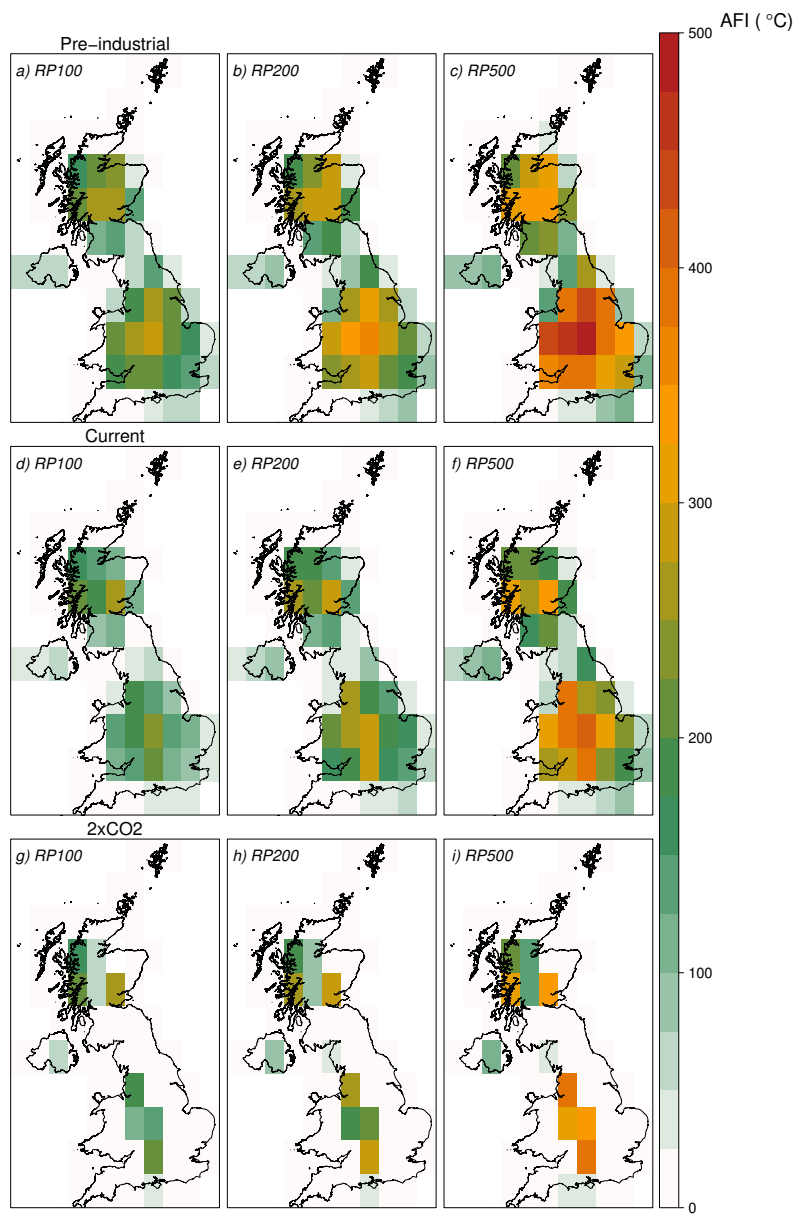 AFI ( °C)
Pre−industrial
a) RP100
b) RP200
c) RP500
Current
d) RP100
e) RP200
f) RP500
2xCO2
g) RP100
h) RP200
i) RP500
500
400
300
200
100
0